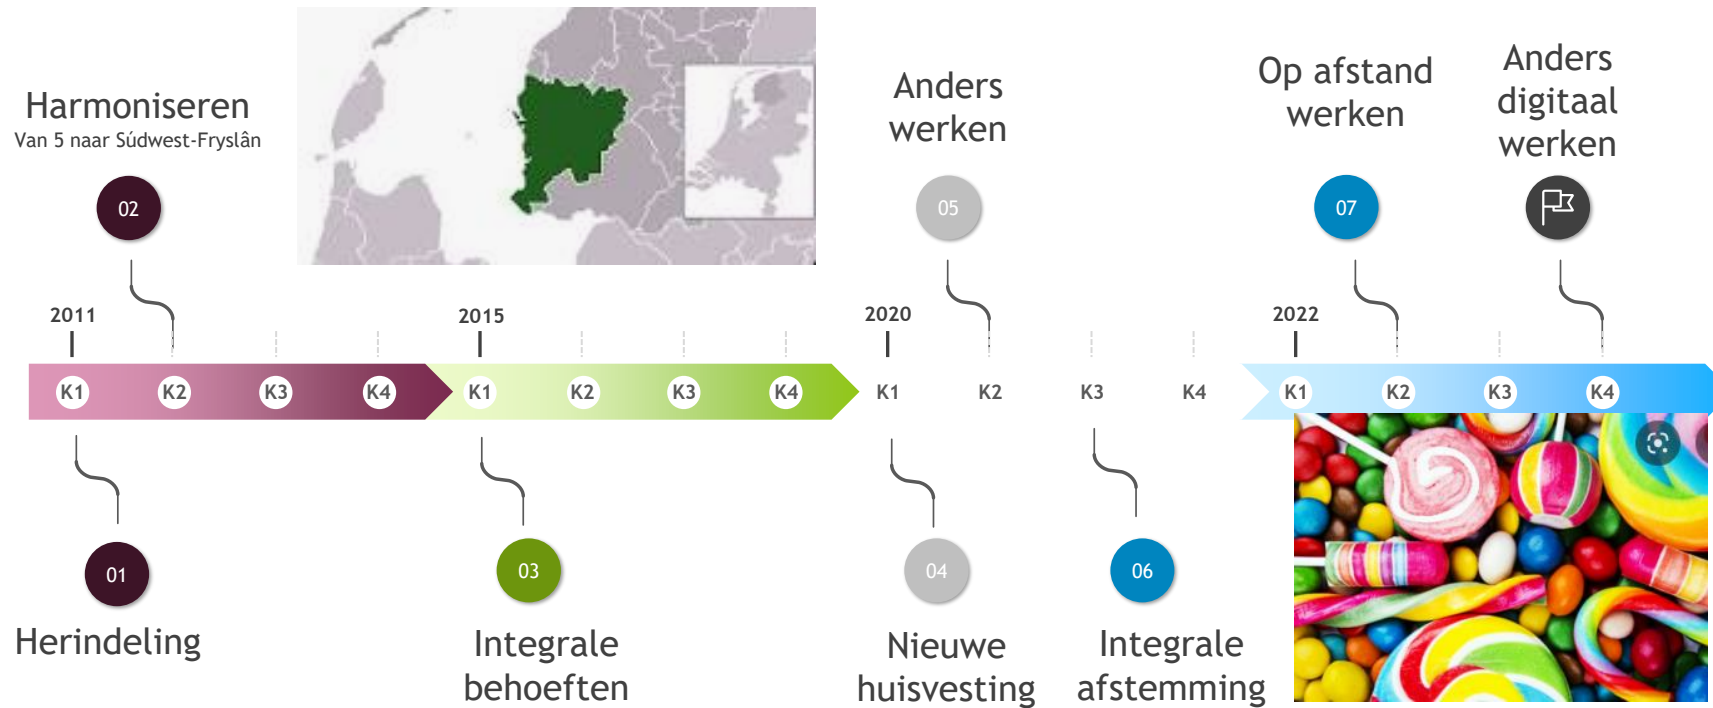 Harmoniseren
Van 5 naar Súdwest-Fryslân
02
Anders
werken
05
Op afstand
werken
07
Anders
digitaal
werken
2011
2015
2020
2022
K1
K2
K3
K4
K1
K2
K3
K4
K1
K2
K3
K4
K1
K2
K3
K4
01
Herindeling
03
Integrale
behoeften
04
Nieuwe
huisvesting
06
Integrale
afstemming